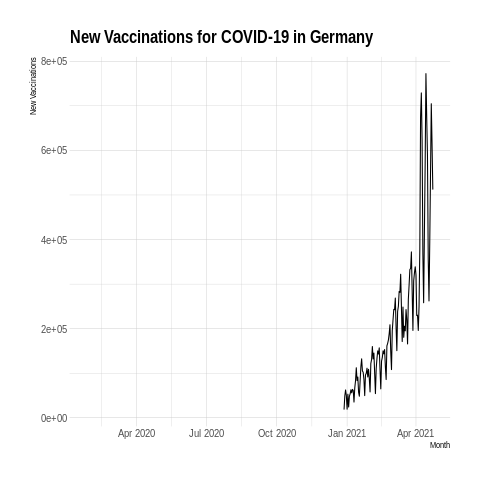 New Vaccinations for COVID-19 in Germany
New Vaccinations
8e+05
6e+05
4e+05
2e+05
0e+00
Apr 2020 Jul 2020 Oct 2020 Jan 2021 Apr 2021
Month